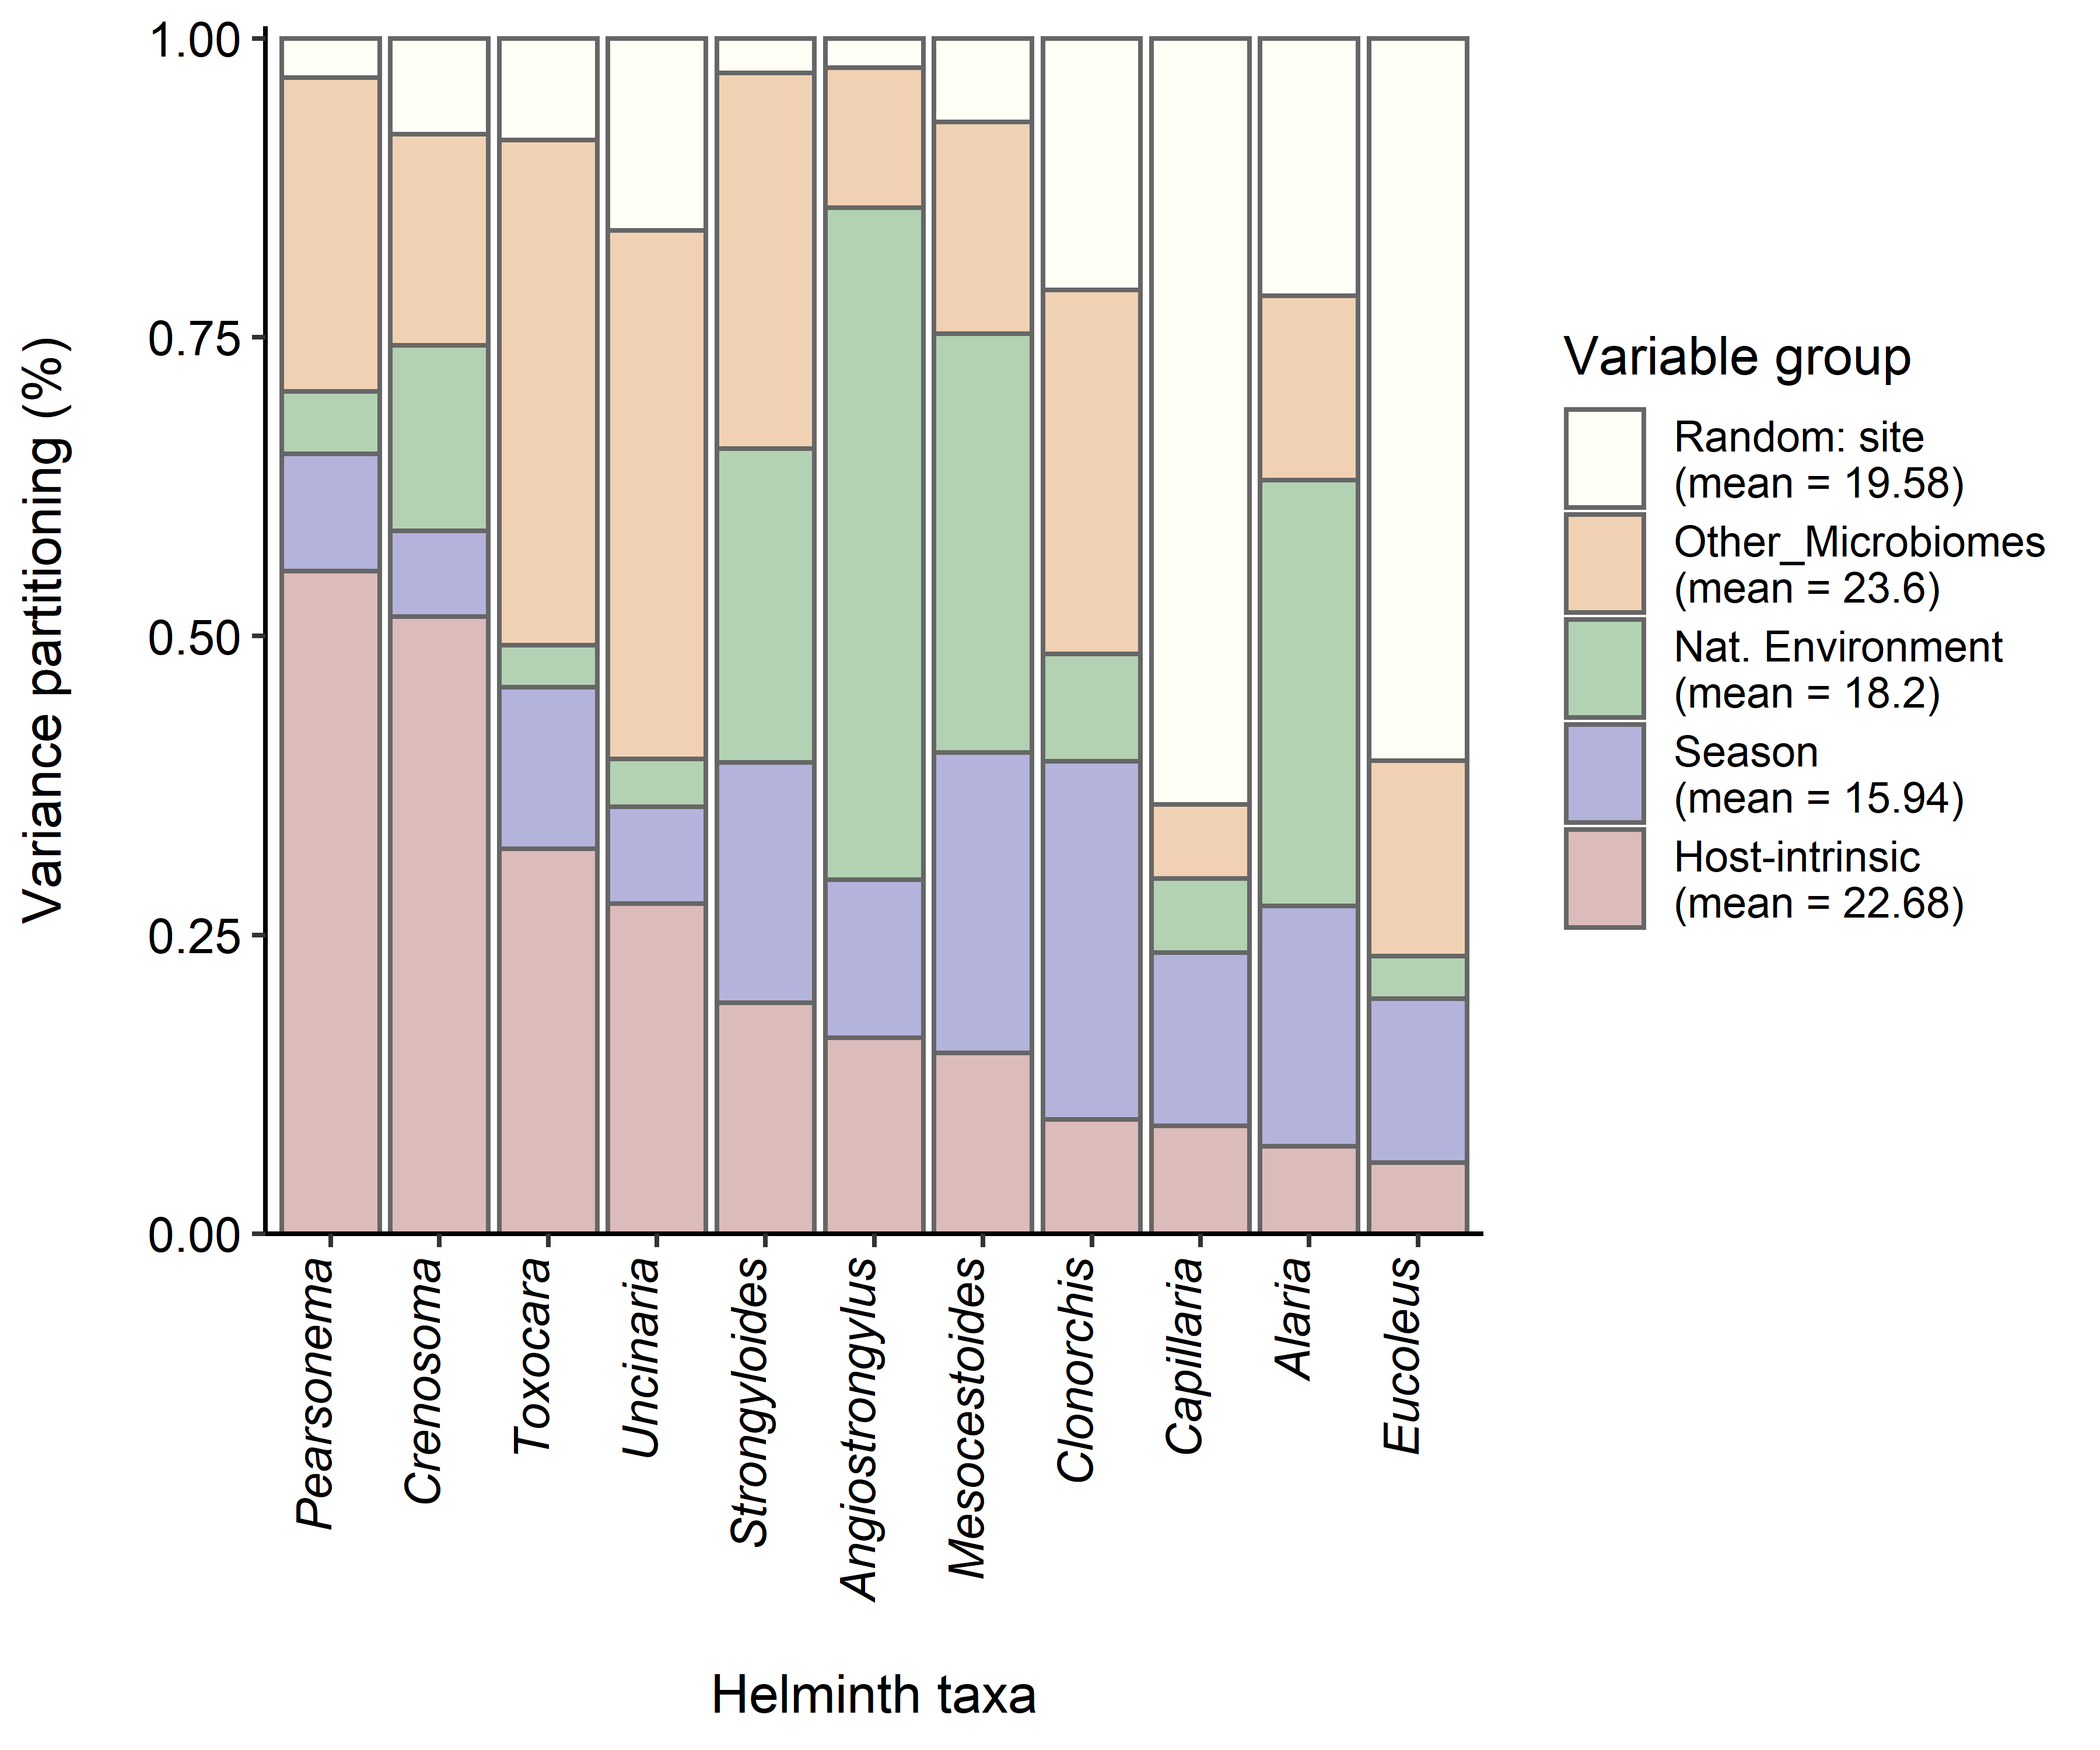 Variance partitioning (%)
1.00
0.75
0.50
0.25
0.00
Pearsonema
Crenosoma
Toxocara
Uncinaria
Strongyloides
Angiostrongylus
Mesocestoides
Clonorchis
Capillaria
Alaria
Eucoleus
Helminth taxa
Variable group
Random: site
(mean = 19.58)
Other_Microbiomes
(mean = 23.6)
Nat. Environment
(mean = 18.2)
Season
(mean = 15.94)
Host-intrinsic
(mean = 22.68)